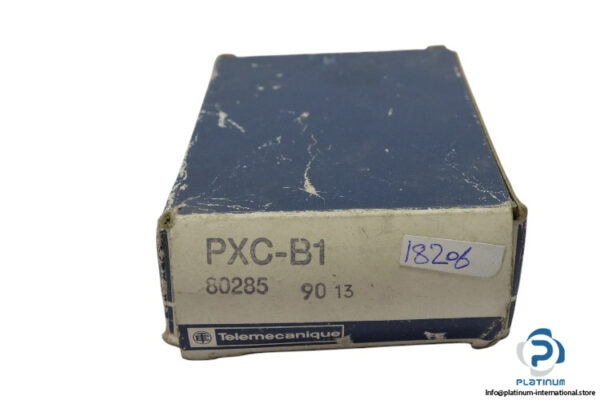 PXC-B1
18206
80285 90 13
Telemecanique
PLATINUM
Info@platinum-international.store